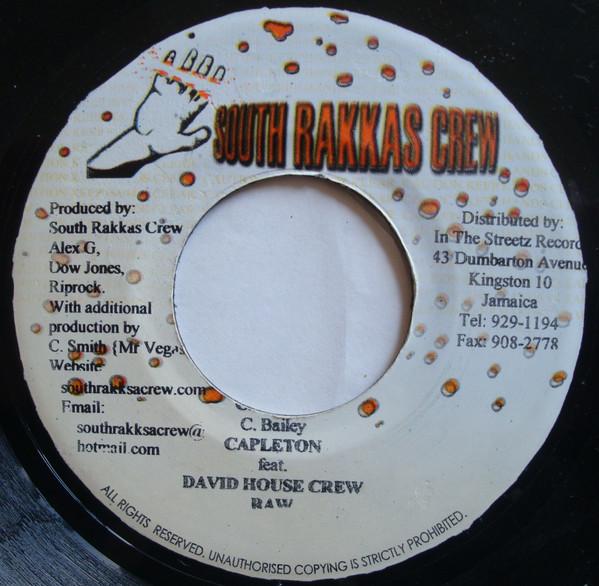 SOUTH RAKKAS CREW
Produced by:
South Rakkas Crew
Alex G,
Dow Jones,
Riprock.
With additional
production by
C. Smith {Mr Vegas
Website
southrakksacrew.com
Email:
southrakksacrew@
hotmail.com
Distributed by:
In The Streetz Record
43 Dumbarton Avenue
Kingston 10
Jamaica
Tel: 929-1194
Fax: 908-2778
C. Bailey
CAPLETON
feat.
DAVID HOUSE CREW
RAW
ALL RIGHTS RESERVED. UNAUTHORISED COPYING IS STRICTLY PROHIBITED.